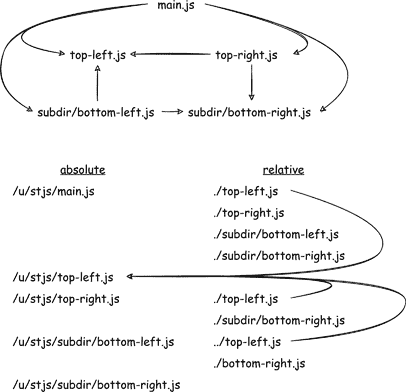 main.js
top-left.js top-right.js
subdir/bottom-left.js subdir/bottom-right.js
absolute relative
/u/stjs/main.js ./top-left.js
./top-right.js
./subdir/bottom-left.js
./subdir/bottom-right.js
/u/stjs/top-left.js
/u/stjs/top-right.js ./top-left.js
./subdir/bottom-right.js
/u/stjs/subdir/bottom-left.js ../top-left.js
./bottom-right.js
/u/stjs/subdir/bottom-right.js